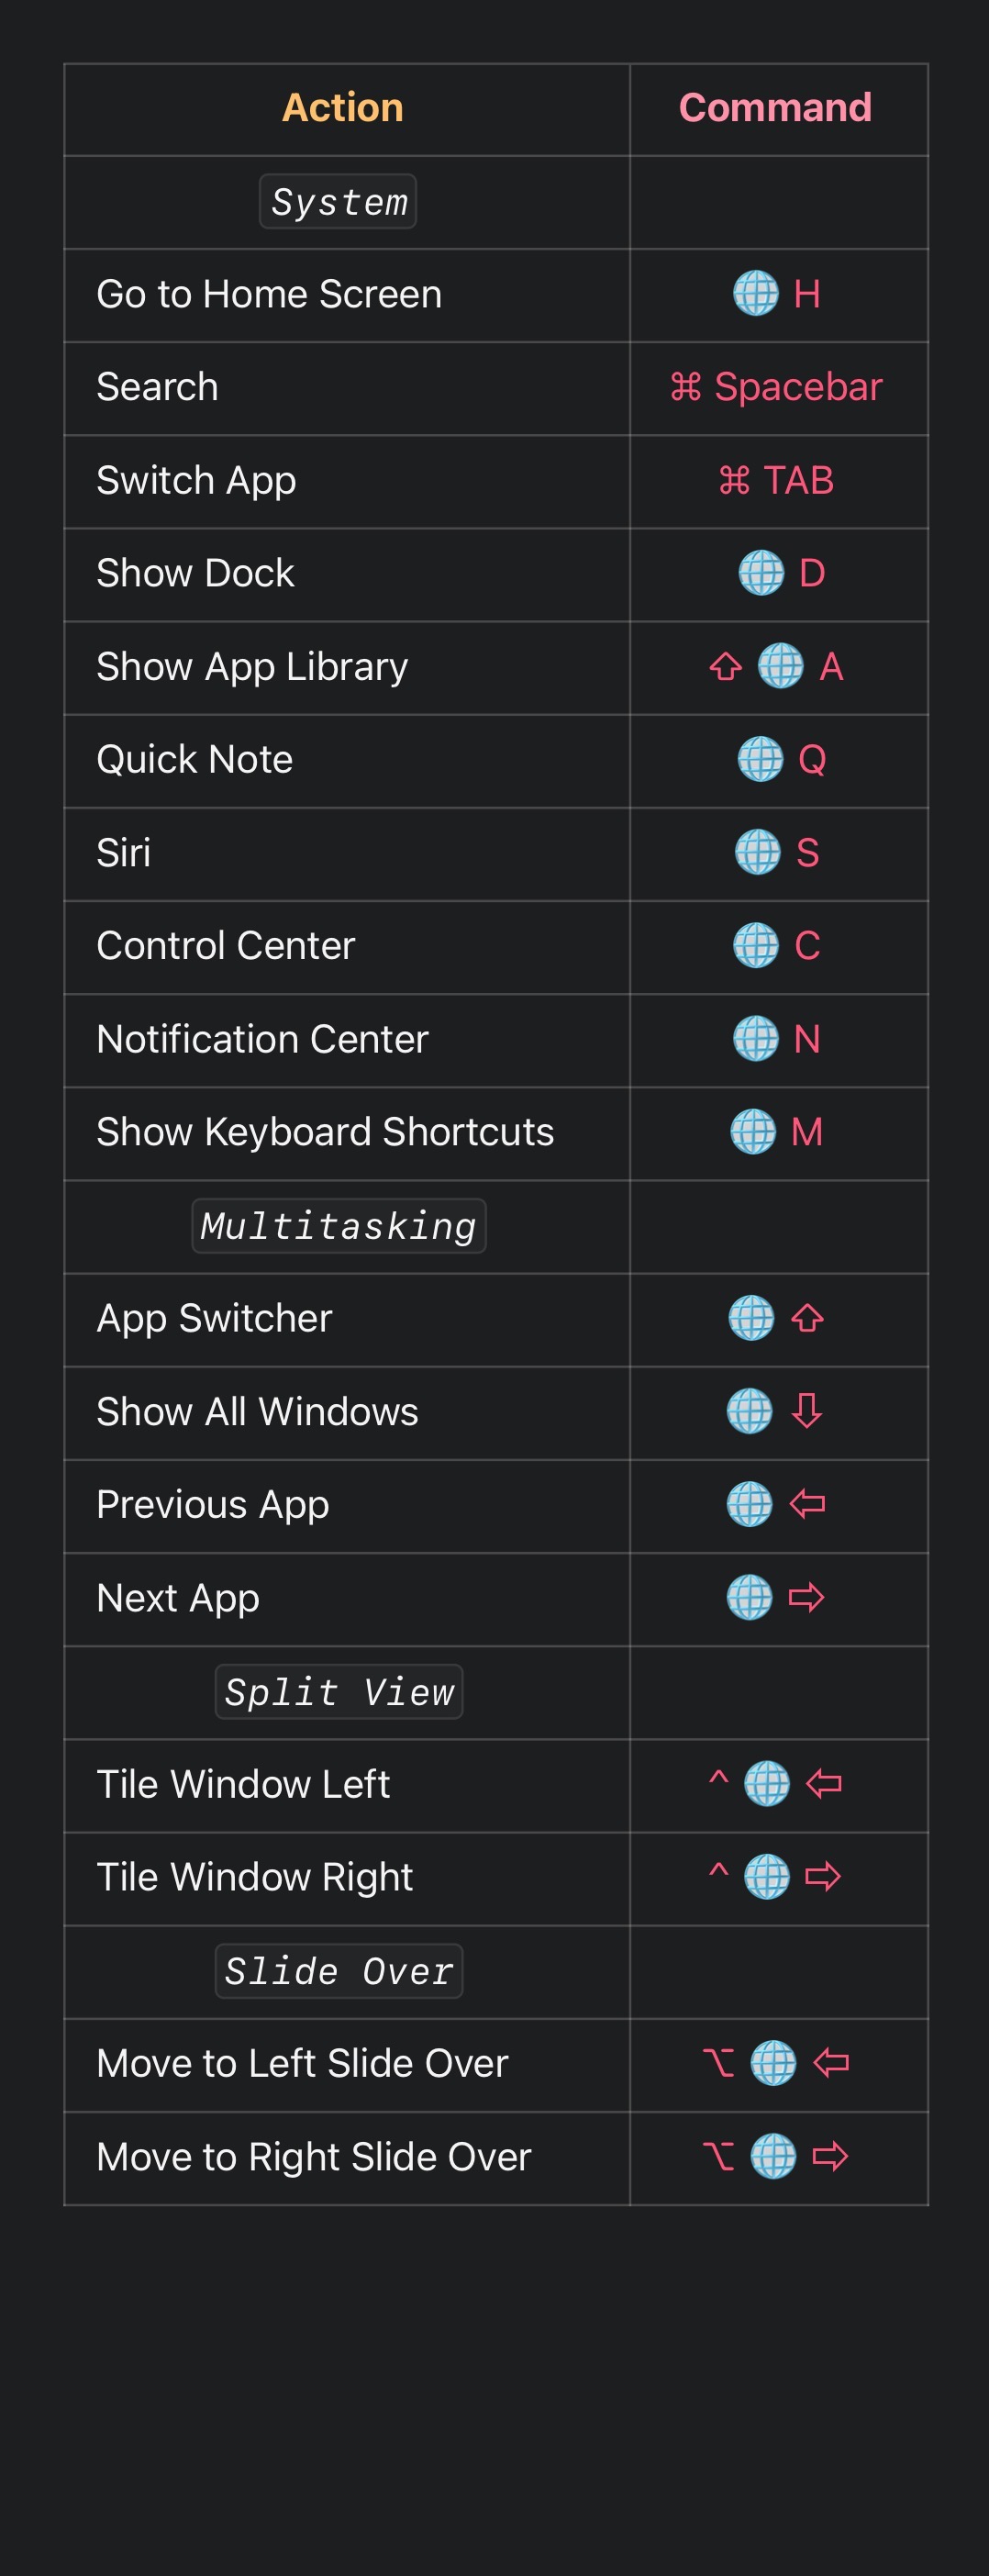 Action Command
System
Go to Home Screen 🌐 H
Search ⌘ Spacebar
Switch App ⌘ TAB
Show Dock 🌐 D
Show App Library ⇧ 🌐 A
Quick Note 🌐 Q
Siri 🌐 S
Control Center 🌐 C
Notification Center 🌐 N
Show Keyboard Shortcuts 🌐 M
Multitasking
App Switcher 🌐 ⇧
Show All Windows 🌐 ⇩
Previous App 🌐 ⇦
Next App 🌐 ⇨
Split View
Tile Window Left ^ 🌐 ⇦
Tile Window Right ^ 🌐 ⇨
Slide Over
Move to Left Slide Over ⌥ 🌐 ⇦
Move to Right Slide Over ⌥ 🌐 ⇨